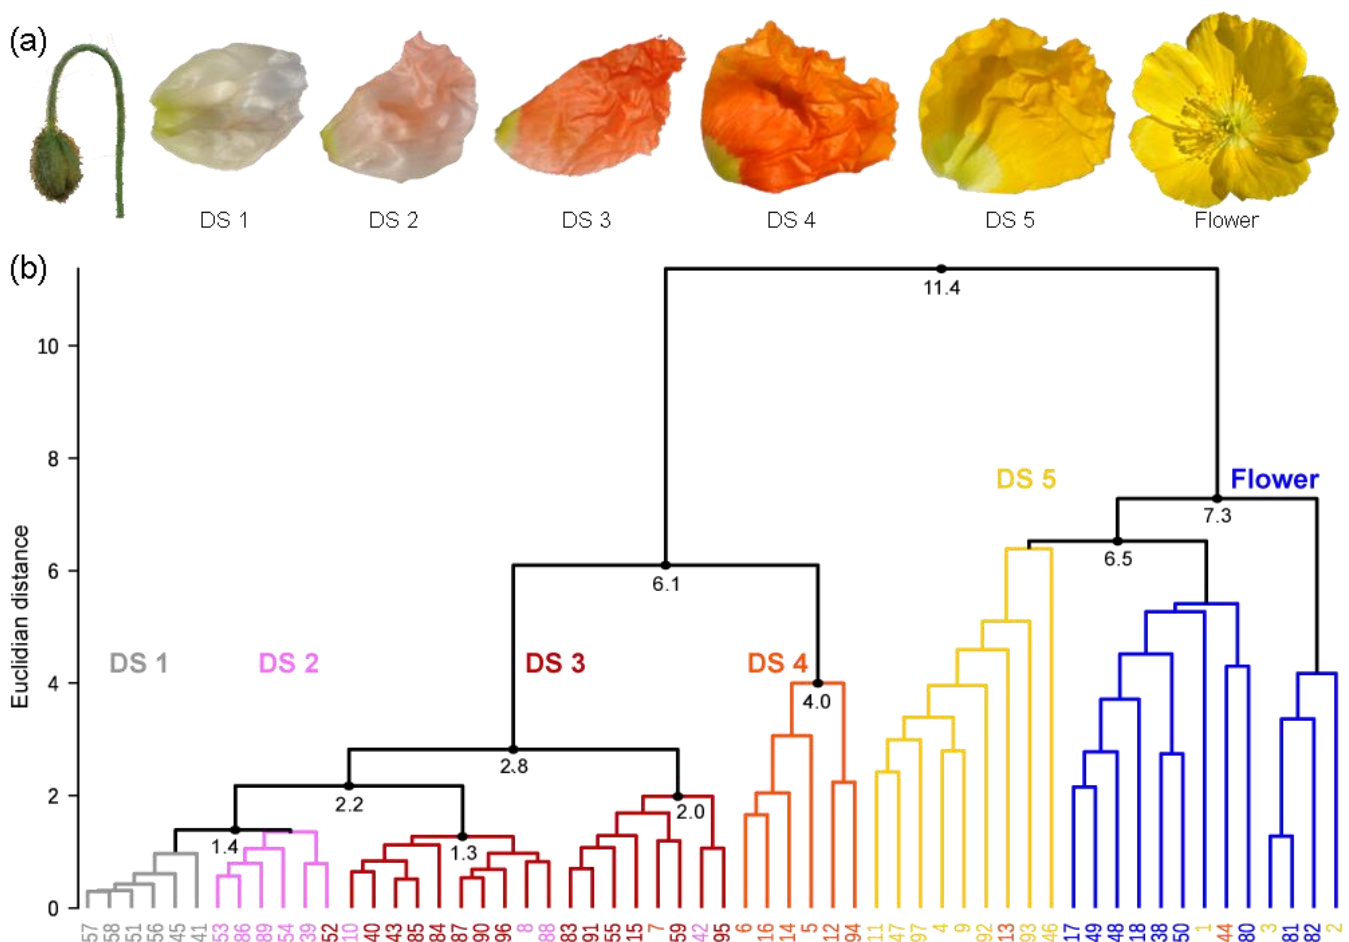 (a)
DS 1 DS 2 DS 3 DS 4 DS 5 Flower
(b)
11.4
10
8
DS 5 Flower
7.3
6.5
6
6.1
Euclidian distance
DS 1 DS 2 DS 3 DS 4
4
4.0
2.8
2
2.2
2.0
1.4
1.3
0
57 58 51 56 45 41 53 86 89 54 39 52 10 40 43 85 84 87 90 96 8 88 83 91 55 15 7 59 42 95 6 16 14 5 12 94 11 47 97 4 9 92 13 93 46 17 49 48 18 38 50 1 44 80 3 81 82 2